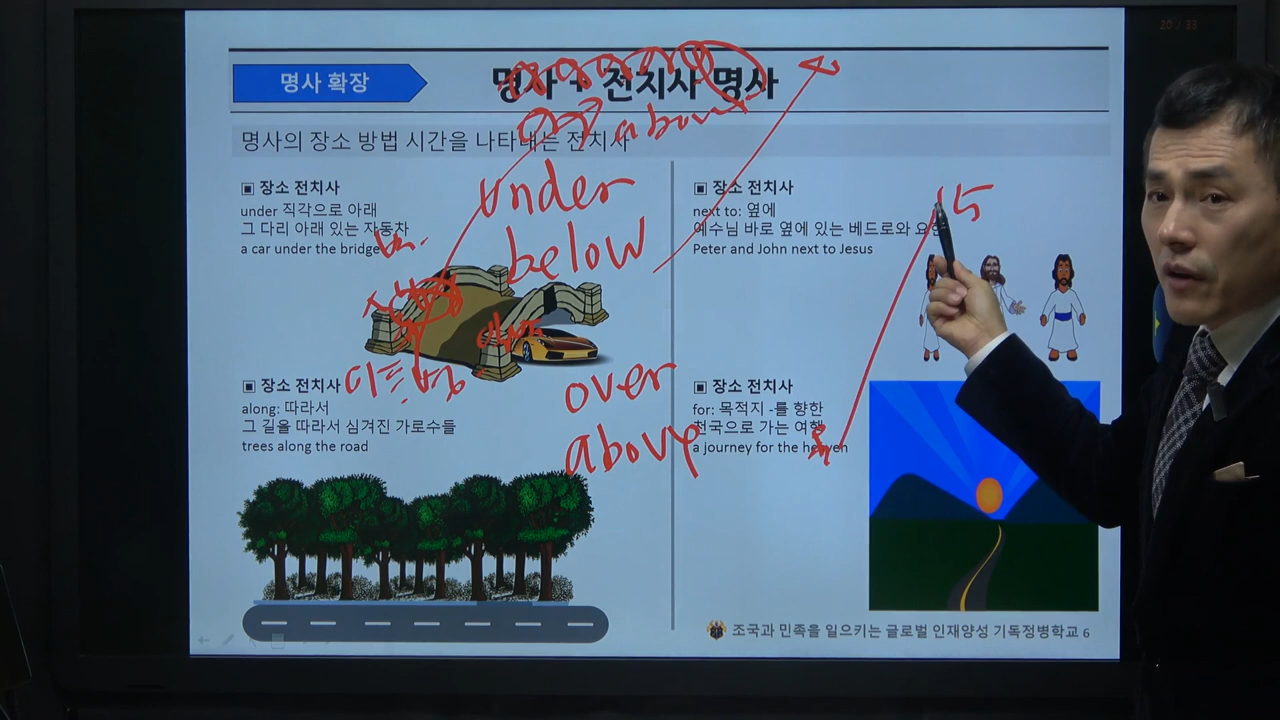 20 / 33
명사 확장
명사 + 전치사 명사
above
명사의 장소 방법 시간을 나타내는 전치사
▣ 장소 전치사
under 직각으로 아래
그 다리 아래 있는 자동차
a car under the bridge
under
below
▣ 장소 전치사
next to: 옆에
예수님 바로 옆에 있는 베드로와 요한
Peter and John next to Jesus
15
▣ 장소 전치사
along: 따라서
그 길을 따라서 심겨진 가로수들
trees along the road
over
above
▣ 장소 전치사
for: 목적지 -를 향한
천국으로 가는 여행
a journey for the heaven
조국과 민족을 일으키는 글로벌 인재양성 기독정병학교 6